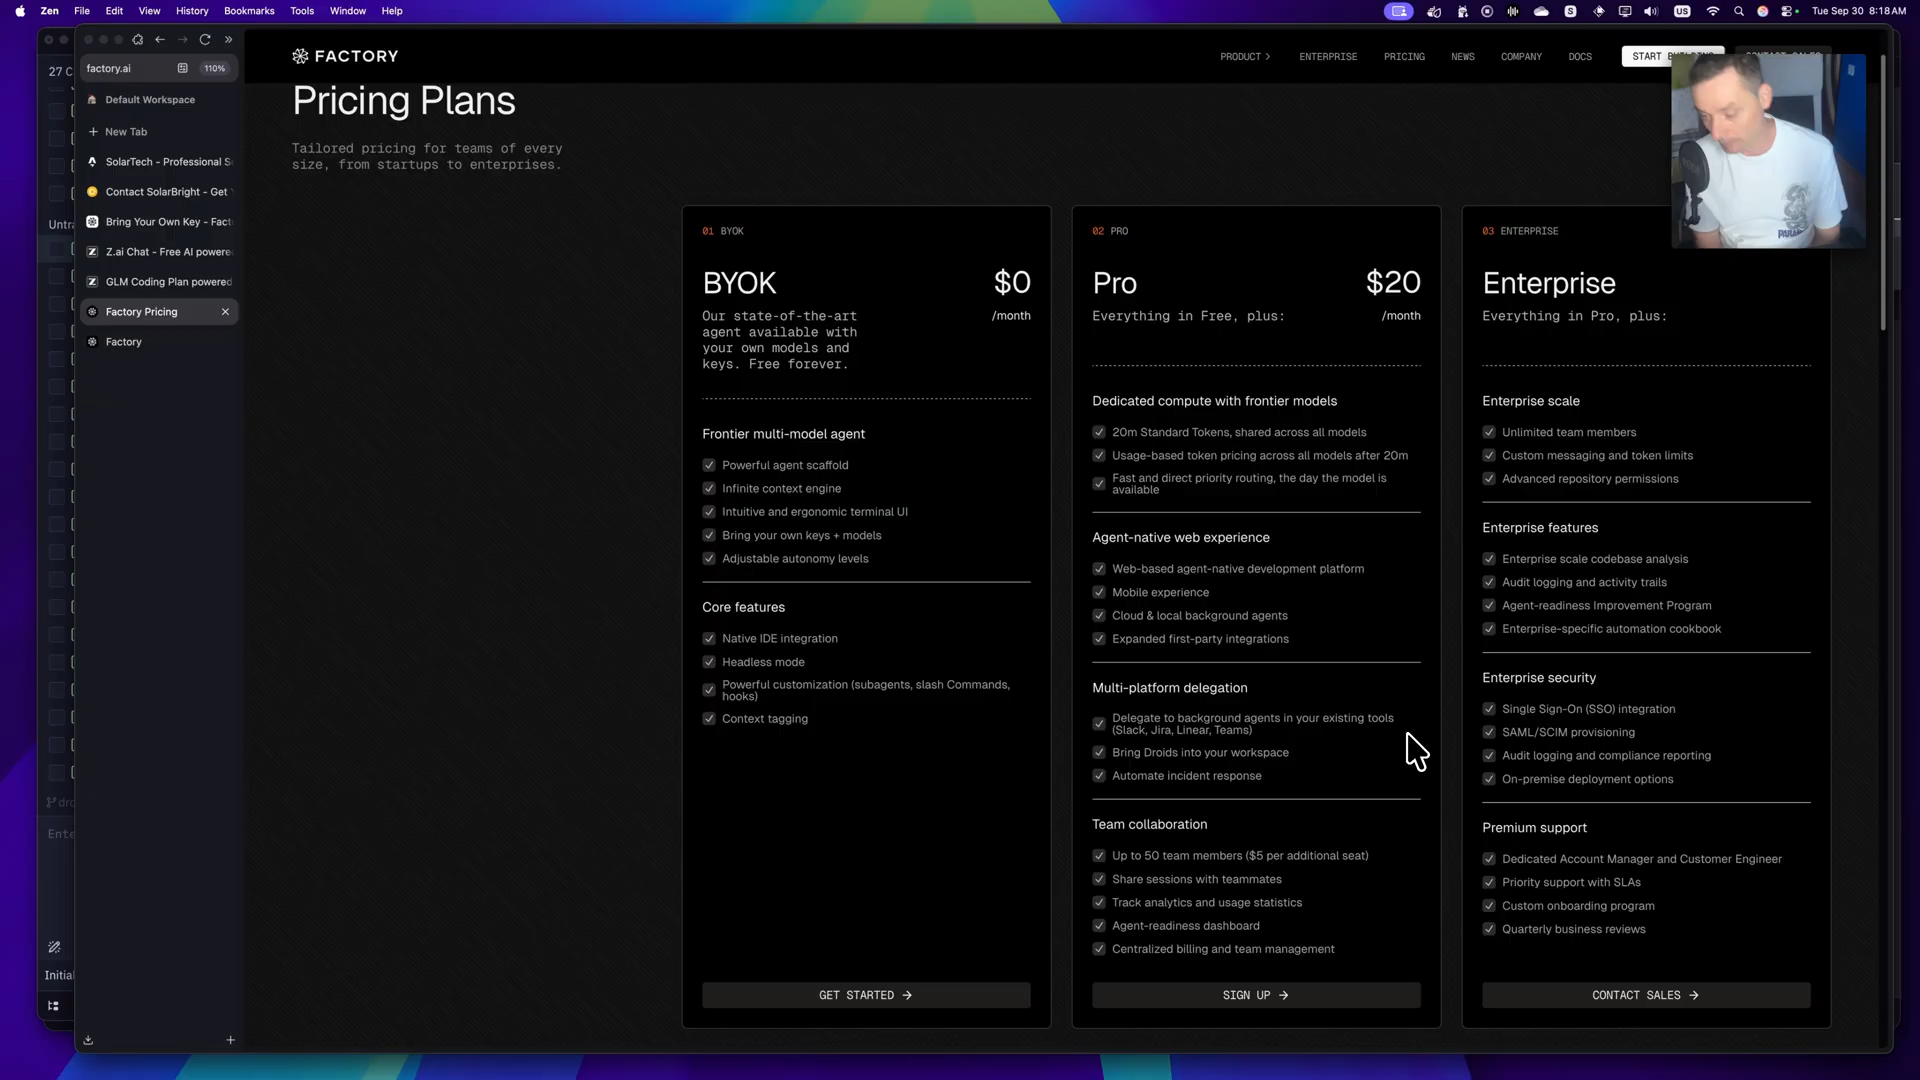 Zen File Edit View History Bookmarks Tools Window Help
US
Tue Sep 30 8:18 AM
27 C
factory.ai
110%
Default Workspace
New Tab
SolarTech - Professional S
Contact SolarBright - Get
Bring Your Own Key - Fact
Z.ai Chat - Free AI powere
GLM Coding Plan powered
Factory Pricing
Factory
Untra
dro
Ente
Initial
FACTORY
PRODUCT
ENTERPRISE
PRICING
NEWS
COMPANY
DOCS
START BUILDING
CONTACT SALES
Pricing Plans
Tailored pricing for teams of every
size, from startups to enterprises.
01 BYOK
BYOK
$0
Our state-of-the-art
agent available with
your own models and
keys. Free forever.
/month
Frontier multi-model agent
Powerful agent scaffold
Infinite context engine
Intuitive and ergonomic terminal UI
Bring your own keys + models
Adjustable autonomy levels
Core features
Native IDE integration
Headless mode
Powerful customization (subagents, slash Commands,
hooks)
Context tagging
GET STARTED →
02 PRO
Pro
$20
Everything in Free, plus:
/month
Dedicated compute with frontier models
20m Standard Tokens, shared across all models
Usage-based token pricing across all models after 20m
Fast and direct priority routing, the day the model is
available
Agent-native web experience
Web-based agent-native development platform
Mobile experience
Cloud & local background agents
Expanded first-party integrations
Multi-platform delegation
Delegate to background agents in your existing tools
(Slack, Jira, Linear, Teams)
Bring Droids into your workspace
Automate incident response
Team collaboration
Up to 50 team members ($5 per additional seat)
Share sessions with teammates
Track analytics and usage statistics
Agent-readiness dashboard
Centralized billing and team management
SIGN UP →
03 ENTERPRISE
Enterprise
Everything in Pro, plus:
Enterprise scale
Unlimited team members
Custom messaging and token limits
Advanced repository permissions
Enterprise features
Enterprise scale codebase analysis
Audit logging and activity trails
Agent-readiness Improvement Program
Enterprise-specific automation cookbook
Enterprise security
Single Sign-On (SSO) integration
SAML/SCIM provisioning
Audit logging and compliance reporting
On-premise deployment options
Premium support
Dedicated Account Manager and Customer Engineer
Priority support with SLAs
Custom onboarding program
Quarterly business reviews
CONTACT SALES →